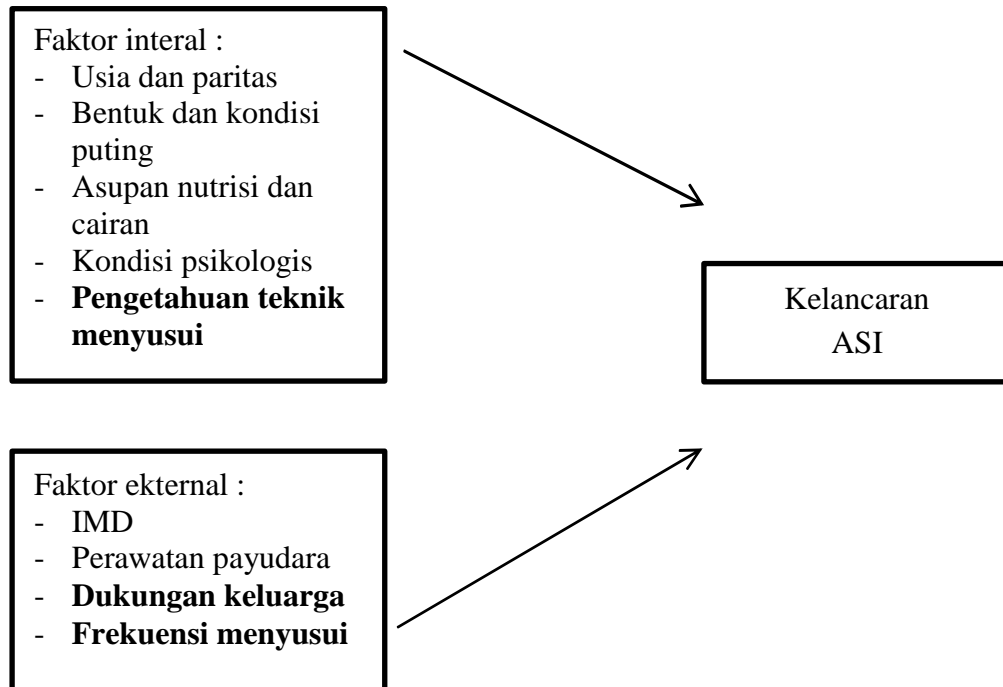 Faktor interal :
- Usia dan paritas
- Bentuk dan kondisi
puting
- Asupan nutrisi dan
cairan
- Kondisi psikologis
- Pengetahuan teknik
menyusui
Kelancaran
ASI
Faktor ekternal :
- IMD
- Perawatan payudara
- Dukungan keluarga
- Frekuensi menyusui